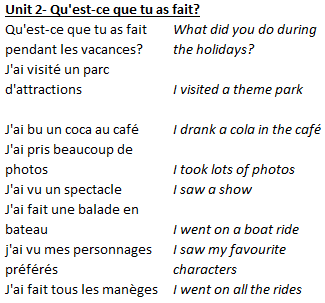 Unit 2- Qu'est-ce que tu as fait?
Qu'est-ce que tu as fait What did you do during
pendant les vacances? the holidays?
J'ai visité un parc
d'attractions I visited a theme park
J'ai bu un coca au café I drank a cola in the café
J'ai pris beaucoup de
photos I took lots of photos
J'ai vu un spectacle I saw a show
J'ai fait une balade en
bateau I went on a boat ride
j'ai vu mes personnages I saw my favourite
préférés characters
J'ai fait tous les manèges I went on all the rides